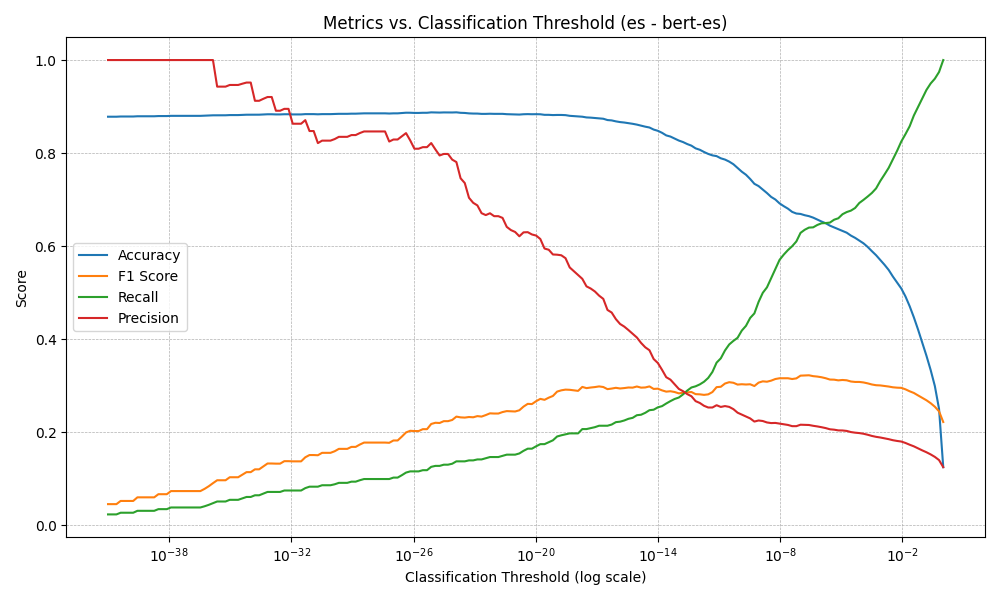 Metrics vs. Classification Threshold (es - bert-es)
1.0
0.8
0.6
0.4
0.2
0.0
Score
Accuracy
F1 Score
Recall
Precision
10⁻³⁸
10⁻³²
10⁻²⁶
10⁻²⁰
10⁻¹⁴
10⁻⁸
10⁻²
Classification Threshold (log scale)